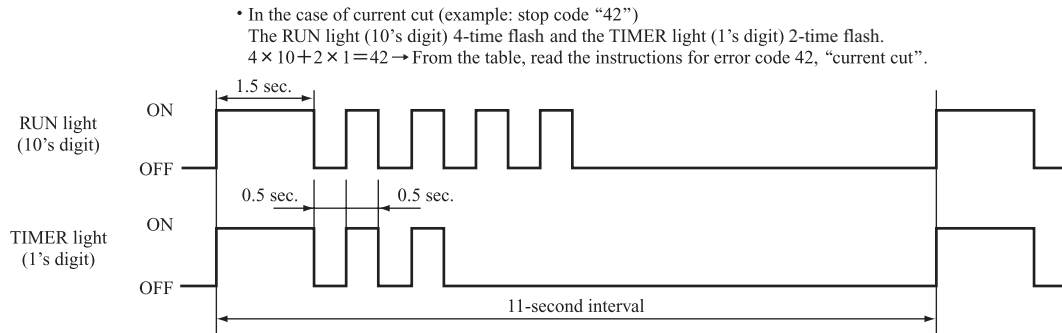 • In the case of current cut (example: stop code “42”)
The RUN light (10’s digit) 4-time flash and the TIMER light (1’s digit) 2-time flash.
4×10+2×1=42→From the table, read the instructions for error code 42, “current cut”.
1.5 sec.
ON
RUN light
(10’s digit)
OFF
0.5 sec.
0.5 sec.
ON
TIMER light
(1’s digit)
OFF
11-second interval